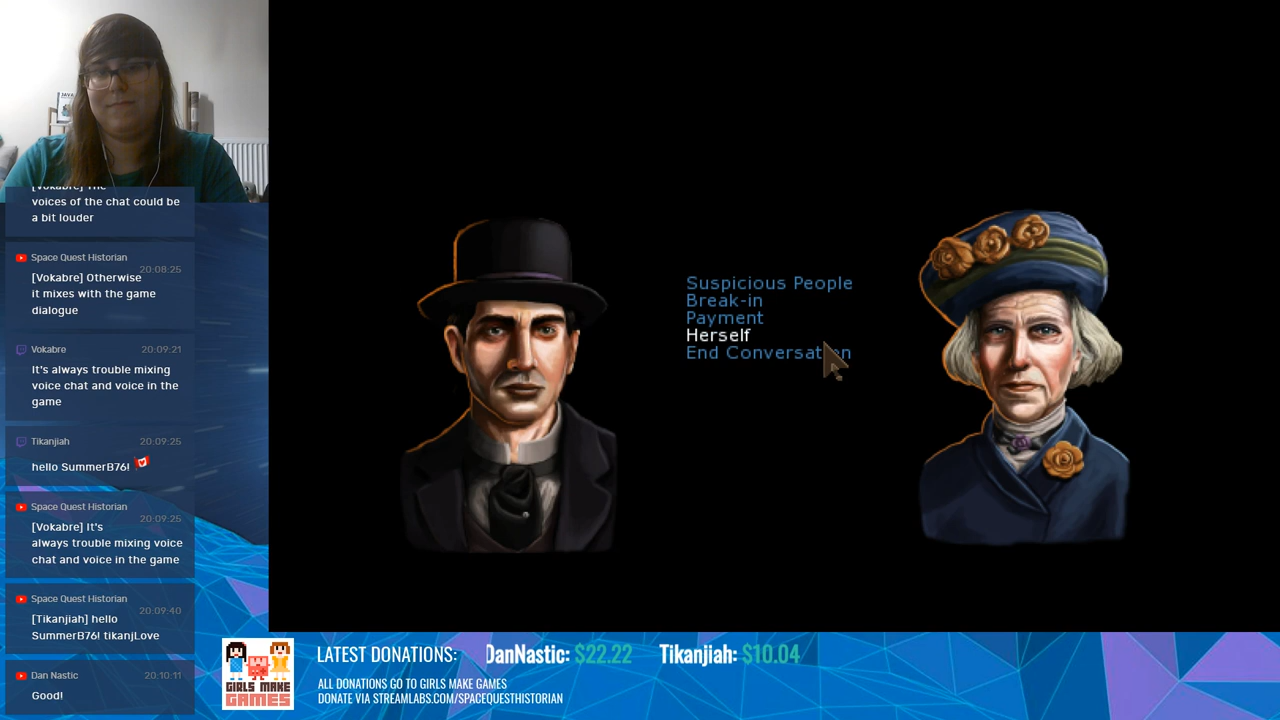 JAVA
[Vokabre] The
voices of the chat could be
a bit louder
Space Quest Historian
20:08:25
[Vokabre] Otherwise
it mixes with the game
dialogue
Vokabre
20:09:21
It's always trouble mixing
voice chat and voice in the
game
Tikanjiah
20:09:25
hello SummerB76!
Space Quest Historian
20:09:25
[Vokabre] It's
always trouble mixing voice
chat and voice in the game
Space Quest Historian
20:09:40
[Tikanjiah] hello
SummerB76! tikanjLove
Dan Nastic
20:10:11
Good!
Suspicious People
Break-in
Payment
Herself
End Conversation
GIRLS MAKE
GAMES
LATEST DONATIONS:
DanNastic: $22.22
Tikanjiah: $10.04
ALL DONATIONS GO TO GIRLS MAKE GAMES
DONATE VIA STREAMLABS.COM/SPACEQUESTHISTORIAN